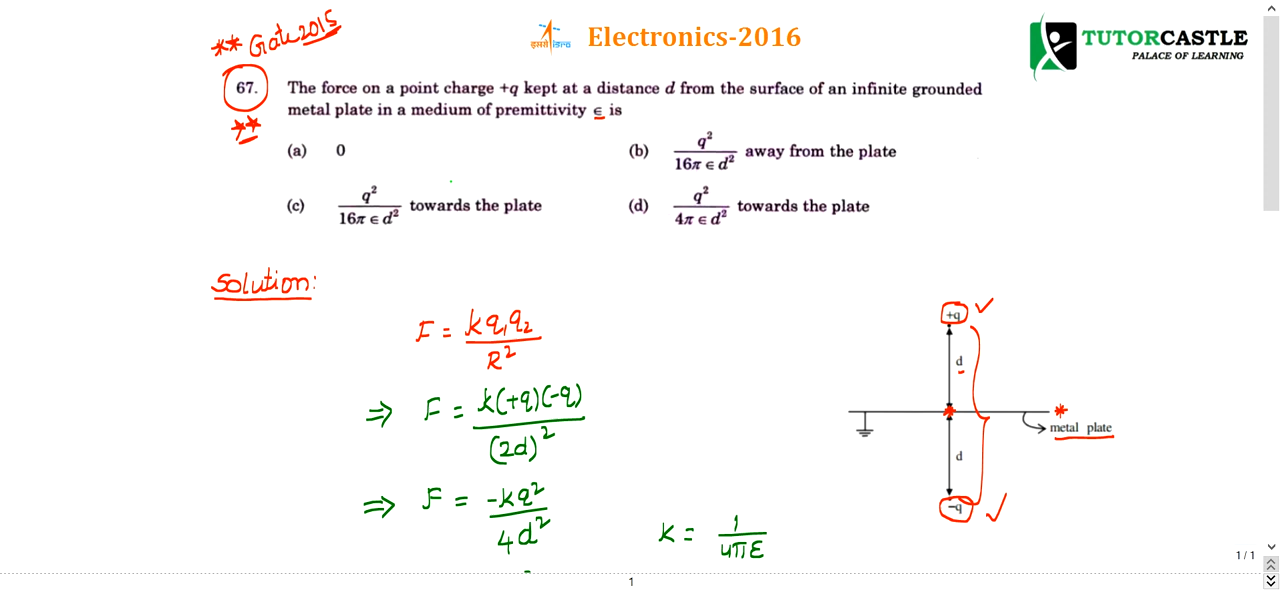 ** Gate 2015
इसरो isro
Electronics-2016
TUTORCASTLE
PALACE OF LEARNING
67. The force on a point charge +q kept at a distance d from the surface of an infinite grounded
metal plate in a medium of premittivity ∈ is
**
(a) 0
(b) q²/16π ∈ d² away from the plate
(c) q²/16π ∈ d² towards the plate
(d) q²/4π ∈ d² towards the plate
Solution:
F = kq₁q₂/R²
⇒ F = k(+q)(-q)/(2d)²
⇒ F = -kq²/4d²
K = 1/4πε
+q
d
*
metal plate
d
-q
1 / 1
1